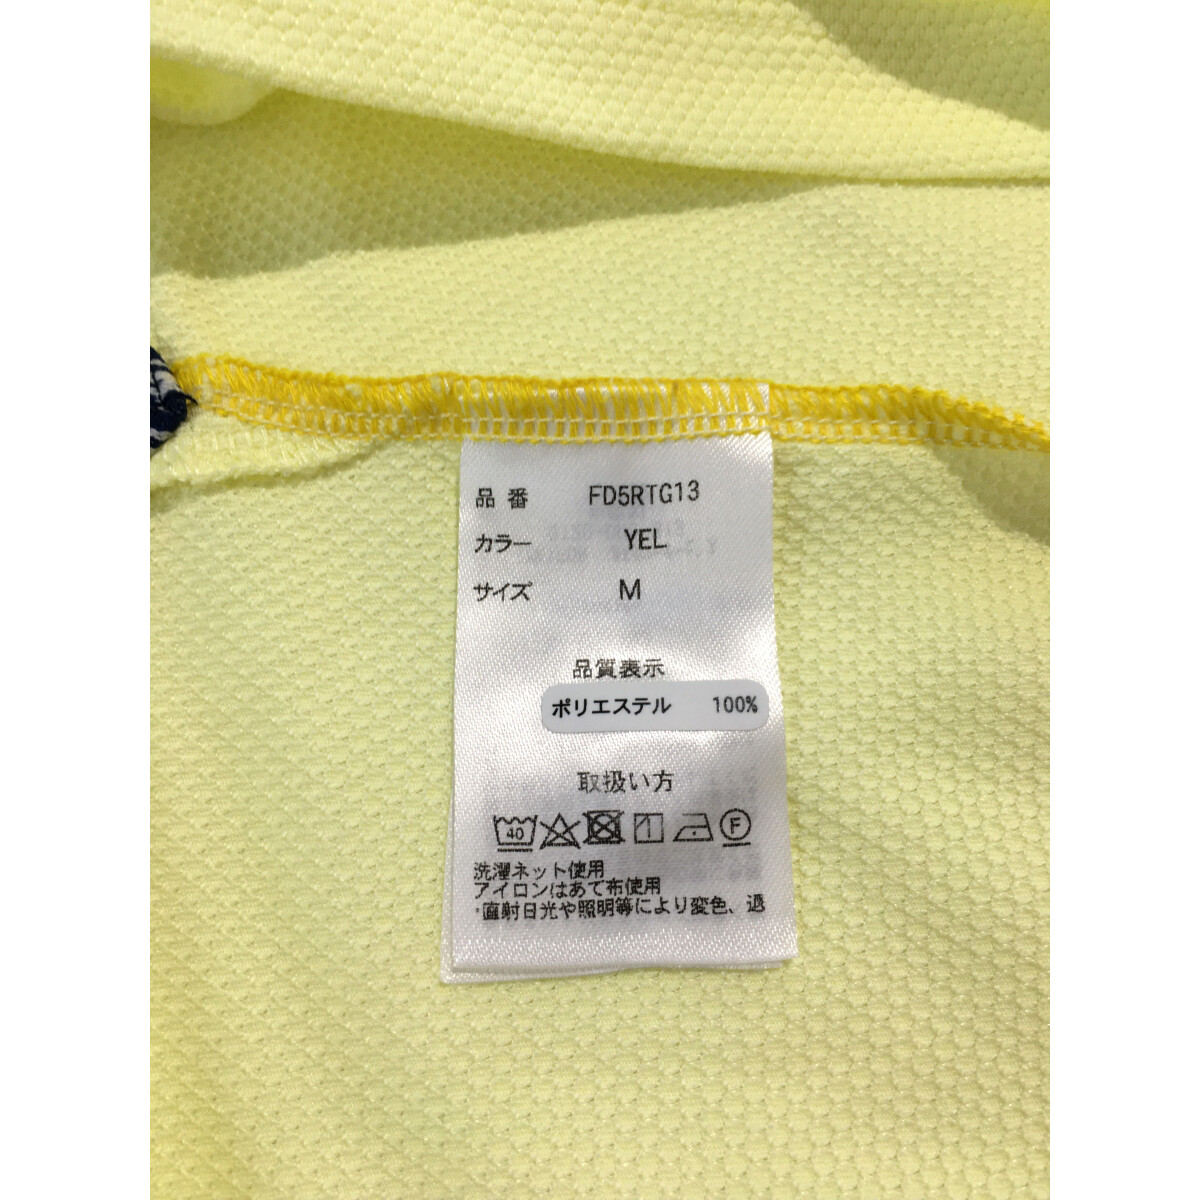 品番 FD5RTG13
カラー YEL
サイズ M
品質表示
ポリエステル 100%
取扱い方
40 F
洗濯ネット使用
アイロンはあて布使用
・直射日光や照明等により変色、退